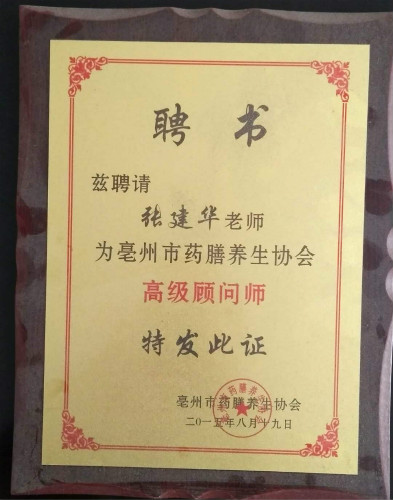 聘书
兹聘请
张建华老师
为亳州市药膳养生协会
高级顾问师
特发此证
亳州市药膳养生协会
二〇一五年八月十九日